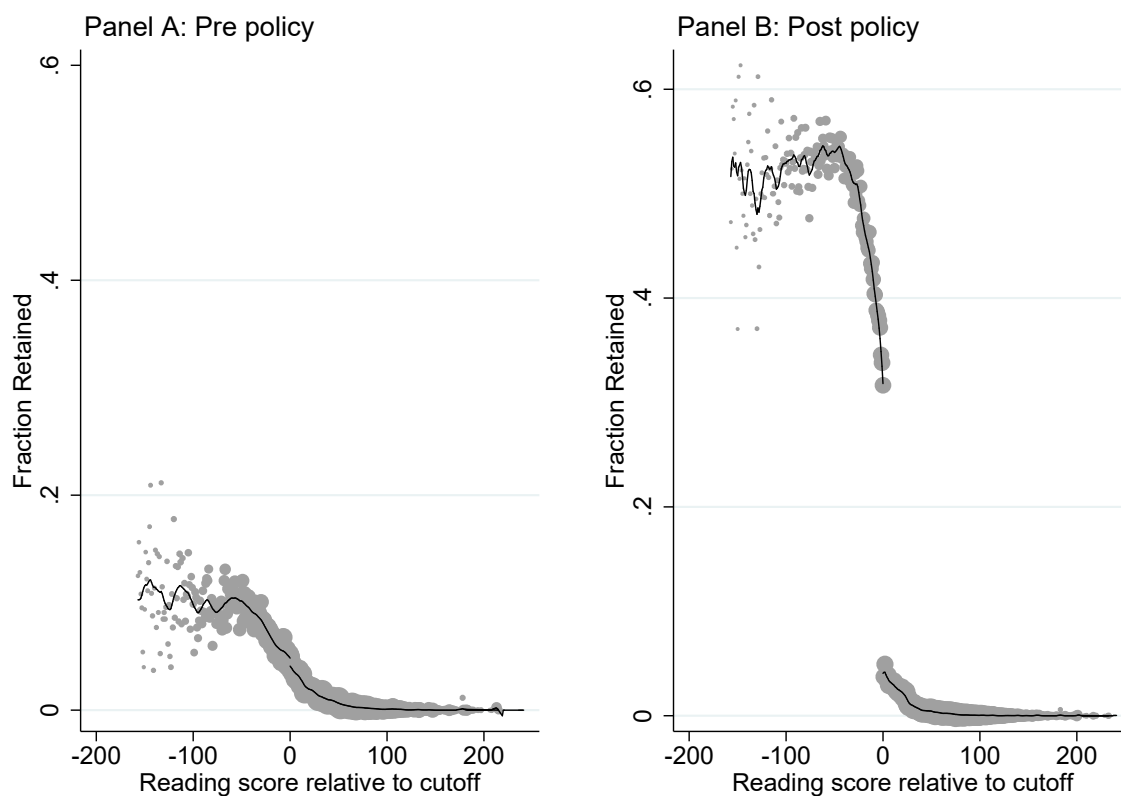 Panel A: Pre policy
Fraction Retained
.6
.4
.2
0
-200 -100 0 100 200
Reading score relative to cutoff
Panel B: Post policy
Fraction Retained
.6
.4
.2
0
-200 -100 0 100 200
Reading score relative to cutoff